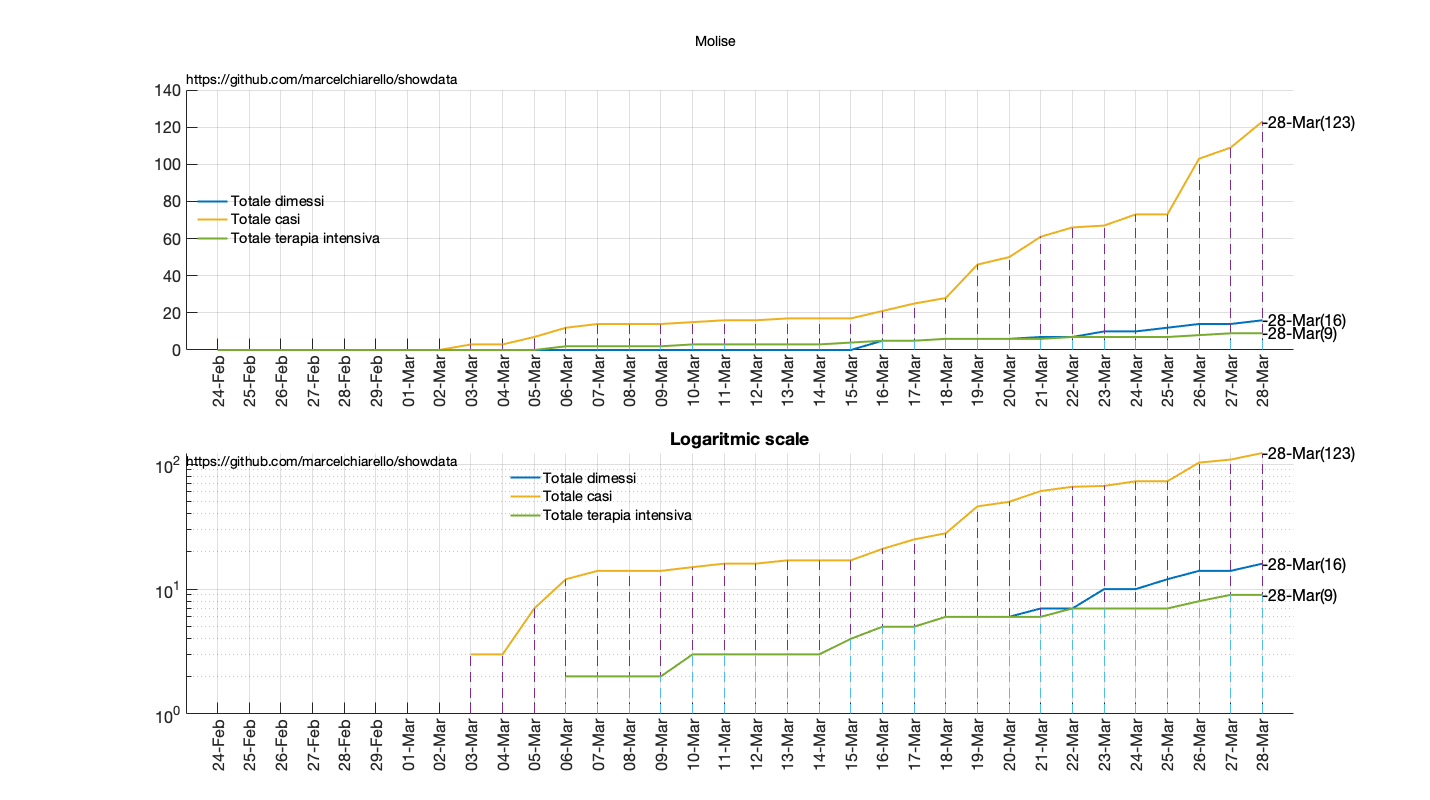 Molise
https://github.com/marcelchiarello/showdata
140
120
100
80
60
40
20
0
Totale dimessi
Totale casi
Totale terapia intensiva
-28-Mar(123)
-28-Mar(16)
-28-Mar(9)
24-Feb
25-Feb
26-Feb
27-Feb
28-Feb
29-Feb
01-Mar
02-Mar
03-Mar
04-Mar
05-Mar
06-Mar
07-Mar
08-Mar
09-Mar
10-Mar
11-Mar
12-Mar
13-Mar
14-Mar
15-Mar
16-Mar
17-Mar
18-Mar
19-Mar
20-Mar
21-Mar
22-Mar
23-Mar
24-Mar
25-Mar
26-Mar
27-Mar
28-Mar
Logaritmic scale
https://github.com/marcelchiarello/showdata
10²
10¹
10⁰
Totale dimessi
Totale casi
Totale terapia intensiva
-28-Mar(123)
-28-Mar(16)
-28-Mar(9)
24-Feb
25-Feb
26-Feb
27-Feb
28-Feb
29-Feb
01-Mar
02-Mar
03-Mar
04-Mar
05-Mar
06-Mar
07-Mar
08-Mar
09-Mar
10-Mar
11-Mar
12-Mar
13-Mar
14-Mar
15-Mar
16-Mar
17-Mar
18-Mar
19-Mar
20-Mar
21-Mar
22-Mar
23-Mar
24-Mar
25-Mar
26-Mar
27-Mar
28-Mar